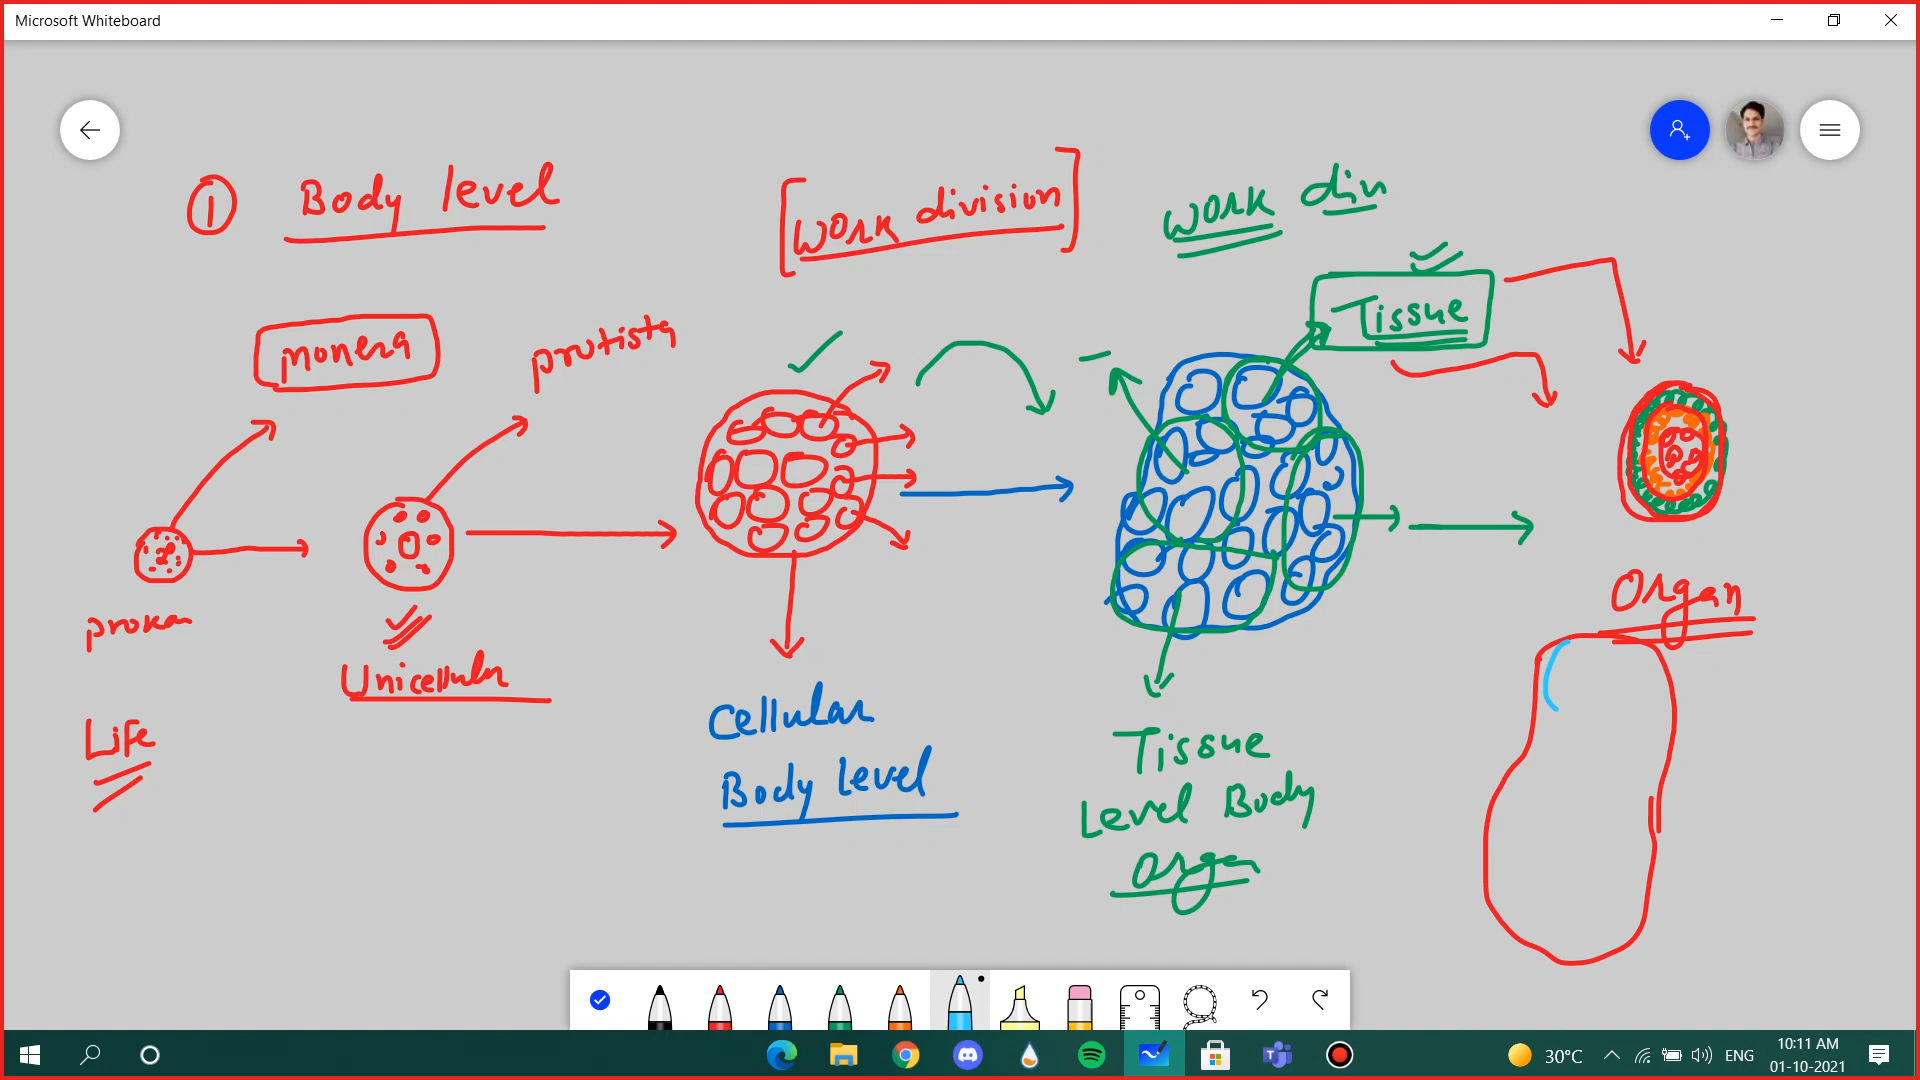 Microsoft Whiteboard
1 Body level
[Work division]
Work div
Tissue
Monera
protista
proka
Unicellular
Life
Cellular
Body level
Tissue
Level Body
Organ
30°C
ENG
10:11 AM
01-10-2021